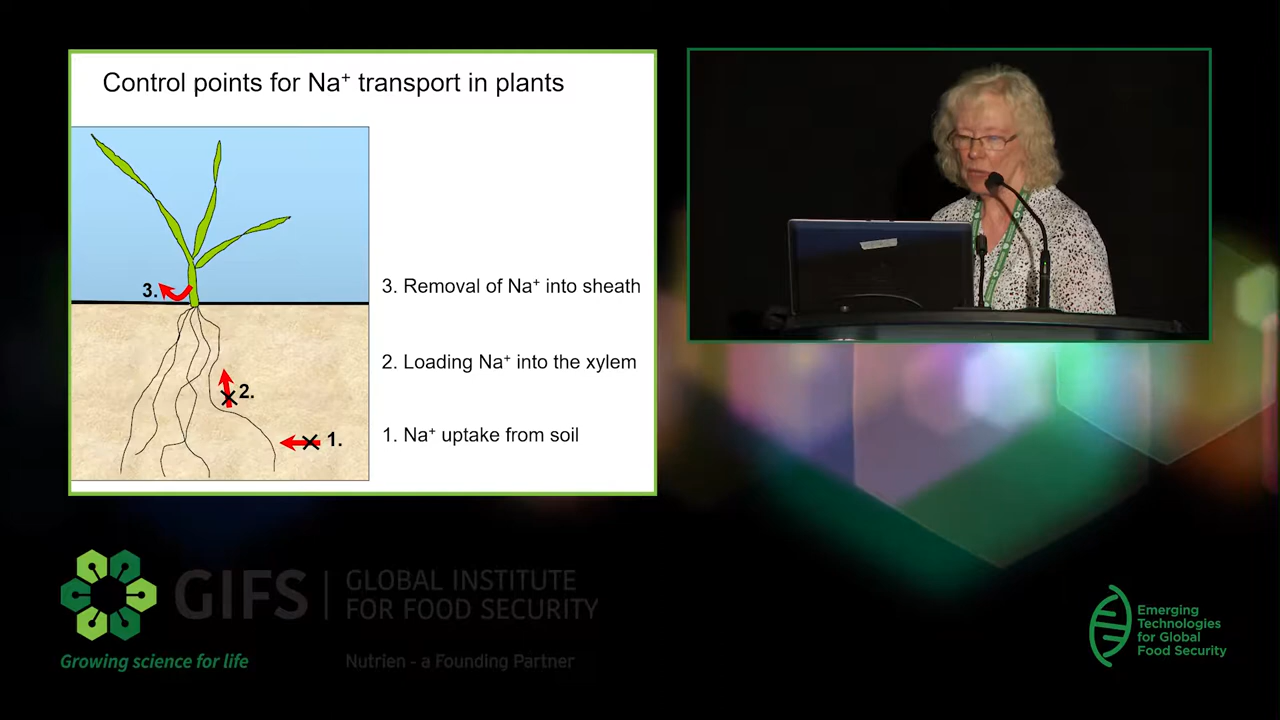 Control points for Na⁺ transport in plants
3.
3. Removal of Na⁺ into sheath
2.
2. Loading Na⁺ into the xylem
1.
1. Na⁺ uptake from soil
GIFS
GLOBAL INSTITUTE
FOR FOOD SECURITY
Growing science for life
Nutrien - a Founding Partner
Emerging
Technologies
for Global
Food Security